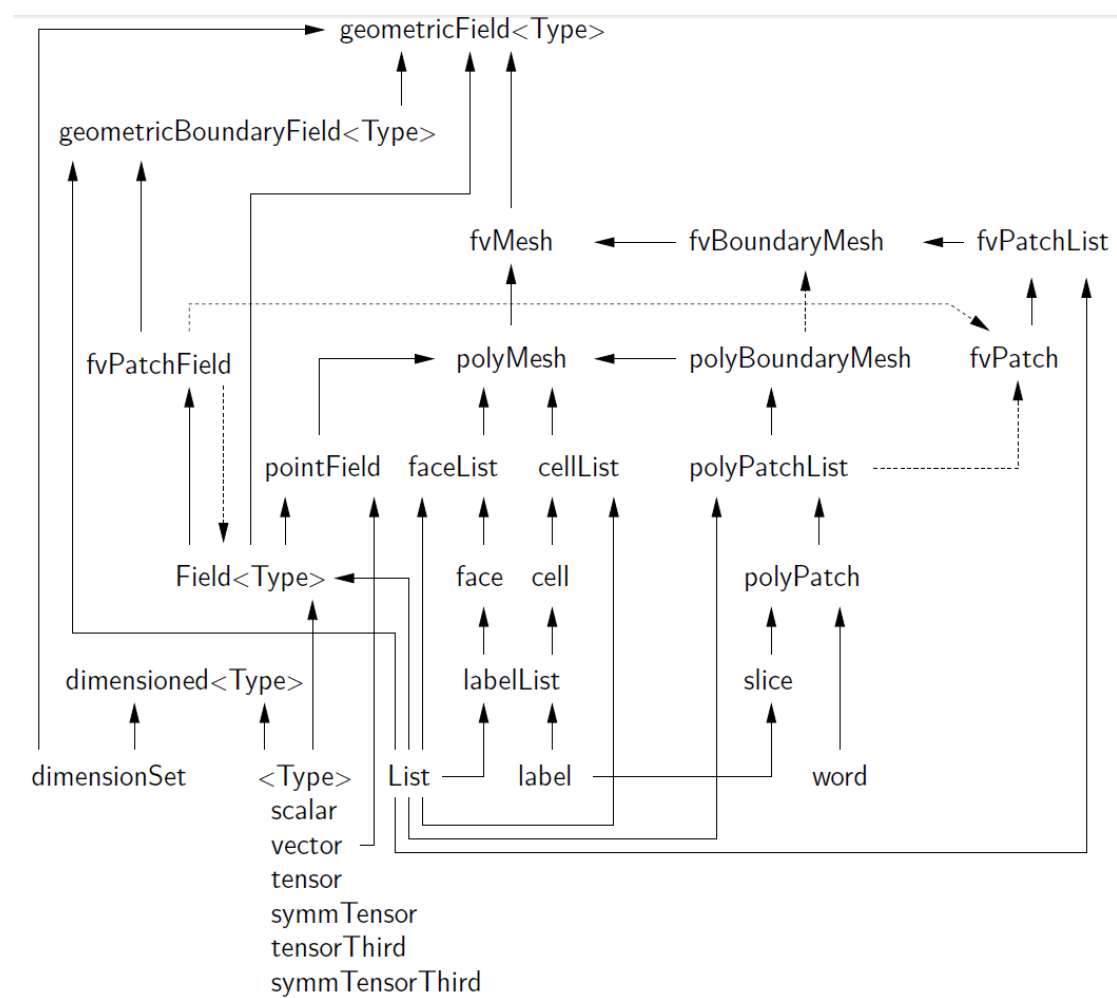 geometricField<Type>
geometricBoundaryField<Type>
fvMesh fvBoundaryMesh fvPatchList
fvPatchField polyMesh polyBoundaryMesh fvPatch
pointField faceList cellList polyPatchList
Field<Type> face cell polyPatch
dimensioned<Type> labelList slice
dimensionSet <Type> List label word
scalar
vector
tensor
symmTensor
tensorThird
symmTensorThird